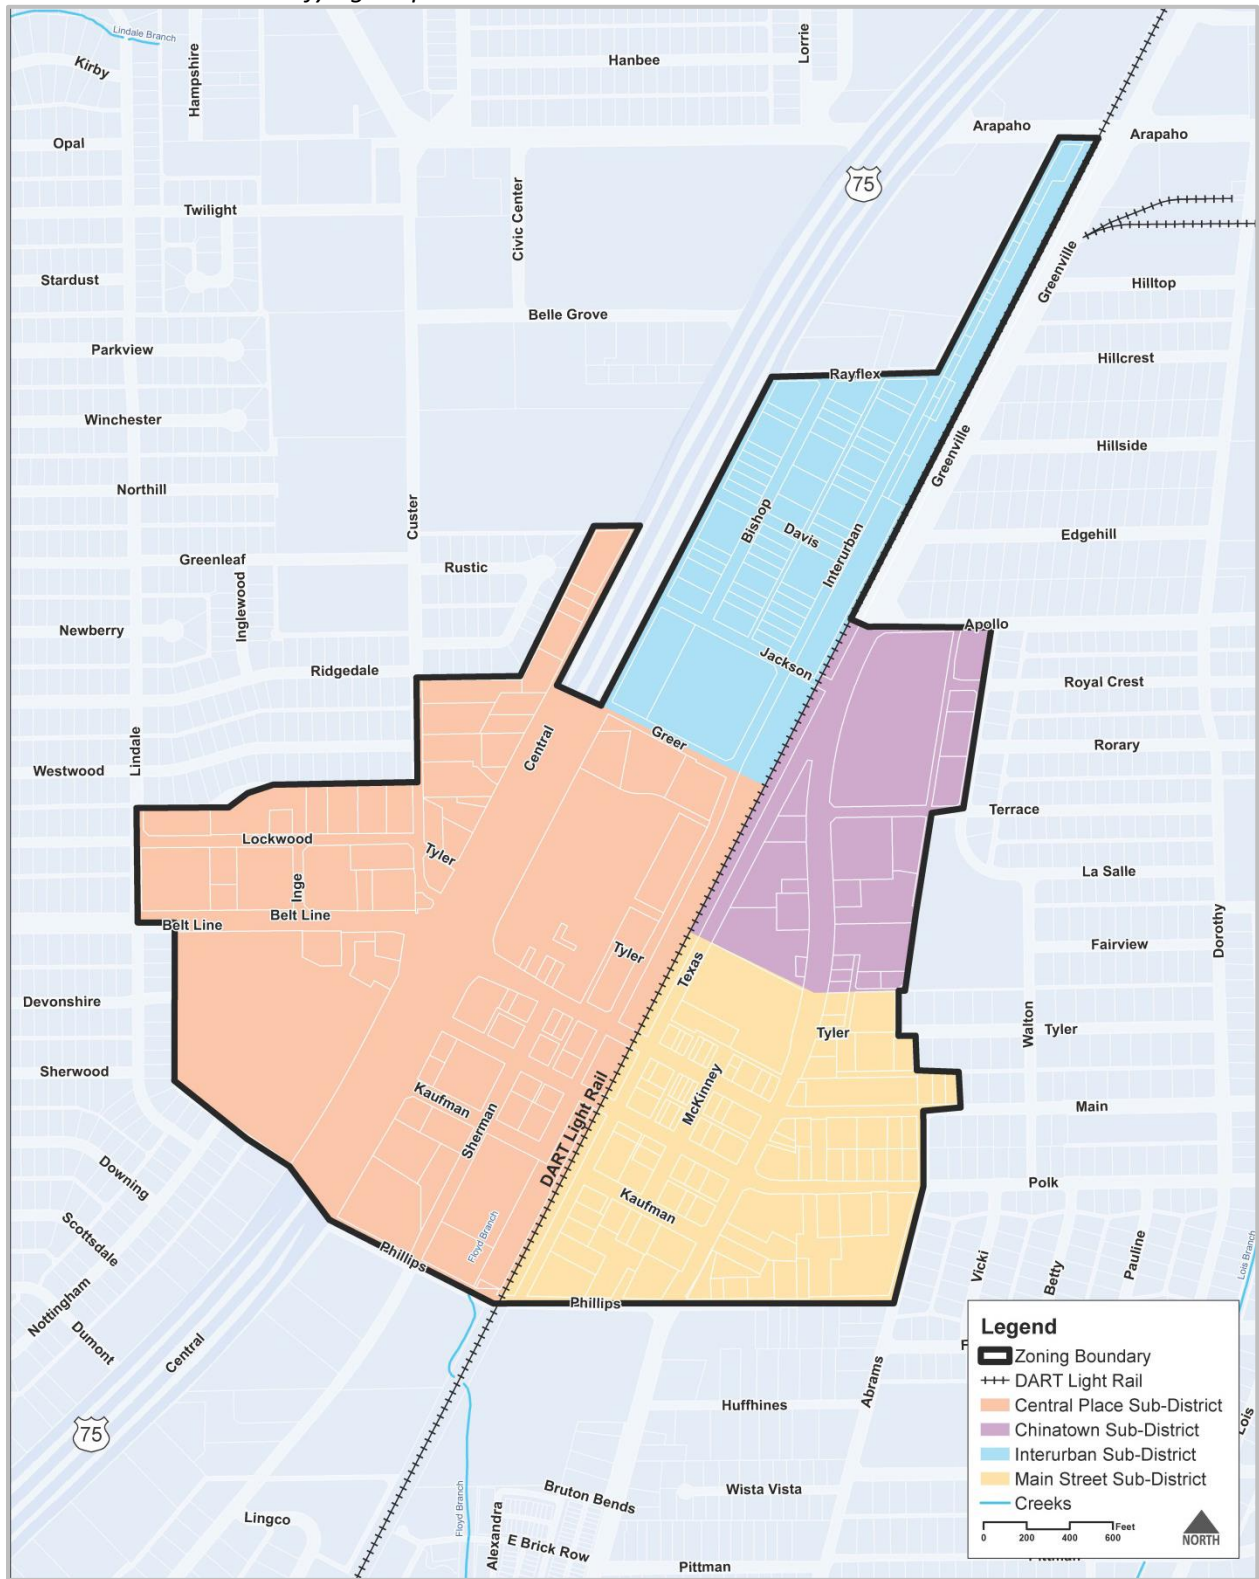 Lindale Branch
Kirby
Hampshire
Hanbee
Lorrie
Opal
Arapaho
Arapaho
75
Twilight
Civic Center
Stardust
Greenville
Hilltop
Belle Grove
Parkview
Hillcrest
Rayflex
Winchester
Greenville
Hillside
Northill
Custer
Bishop
Davis
Interurban
Edgehill
Greenleaf
Rustic
Inglewood
Newberry
Apollo
Ridgedale
Jackson
Royal Crest
Lindale
Greer
Central
Rorary
Westwood
Terrace
Lockwood
Tyler
La Salle
Inge
Belt Line
Belt Line
Dorothy
Fairview
Tyler
Texas
Devonshire
Walton
Tyler
Tyler
Sherwood
Kaufman
Sherman
McKinney
Main
DART Light Rail
Downing
Polk
Kaufman
Scottsdale
Floyd Branch
Phillips
Vicki
Betty
Pauline
Lois Branch
Nottingham
Phillips
Dumont
Central
Abrams
Huffhines
75
Lois
Wista Vista
Bruton Bends
Floyd Branch
Lingco
Alexandra
E Brick Row
Pittman
Legend
Zoning Boundary
DART Light Rail
Central Place Sub-District
Chinatown Sub-District
Interurban Sub-District
Main Street Sub-District
Creeks
Feet
0 200 400 600
NORTH